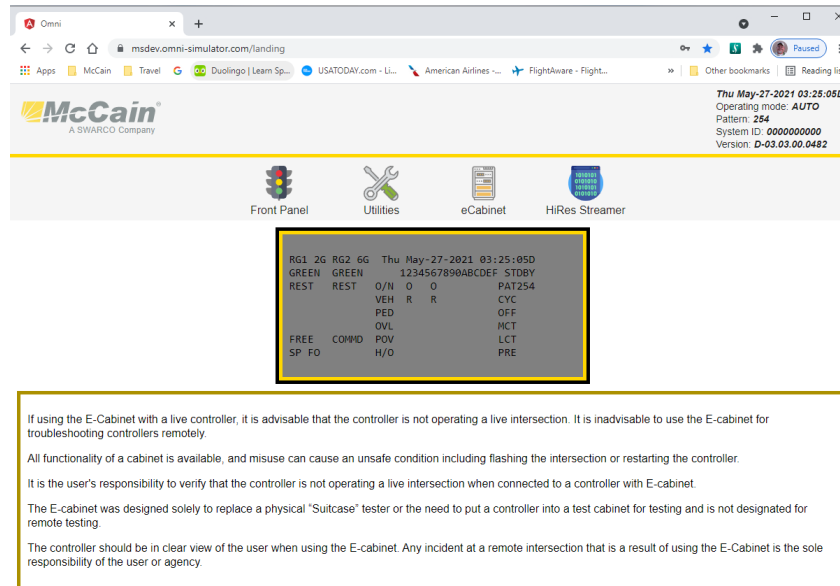 Omni
msdev.omni-simulator.com/landing
Paused
Apps McCain Travel Duolingo | Learn Sp... USATODAY.com - Li... American Airlines -... FlightAware - Flight... » Other bookmarks Reading lis
McCain®
A SWARCO Company
Thu May-27-2021 03:25:05D
Operating mode: AUTO
Pattern: 254
System ID: 0000000000
Version: D-03.03.00.0482
Front Panel Utilities eCabinet HiRes Streamer
RG1 2G RG2 6G Thu May-27-2021 03:25:05D
GREEN GREEN 1234567890ABCDEF STDBY
REST REST O/N O O PAT254
VEH R R CYC
PED OFF
OVL MCT
FREE COMMD POV LCT
SP FO H/O PRE
If using the E-Cabinet with a live controller, it is advisable that the controller is not operating a live intersection. It is inadvisable to use the E-cabinet for
troubleshooting controllers remotely.
All functionality of a cabinet is available, and misuse can cause an unsafe condition including flashing the intersection or restarting the controller.
It is the user's responsibility to verify that the controller is not operating a live intersection when connected to a controller with E-cabinet.
The E-cabinet was designed solely to replace a physical "Suitcase" tester or the need to put a controller into a test cabinet for testing and is not designated for
remote testing.
The controller should be in clear view of the user when using the E-cabinet. Any incident at a remote intersection that is a result of using the E-Cabinet is the sole
responsibility of the user or agency.